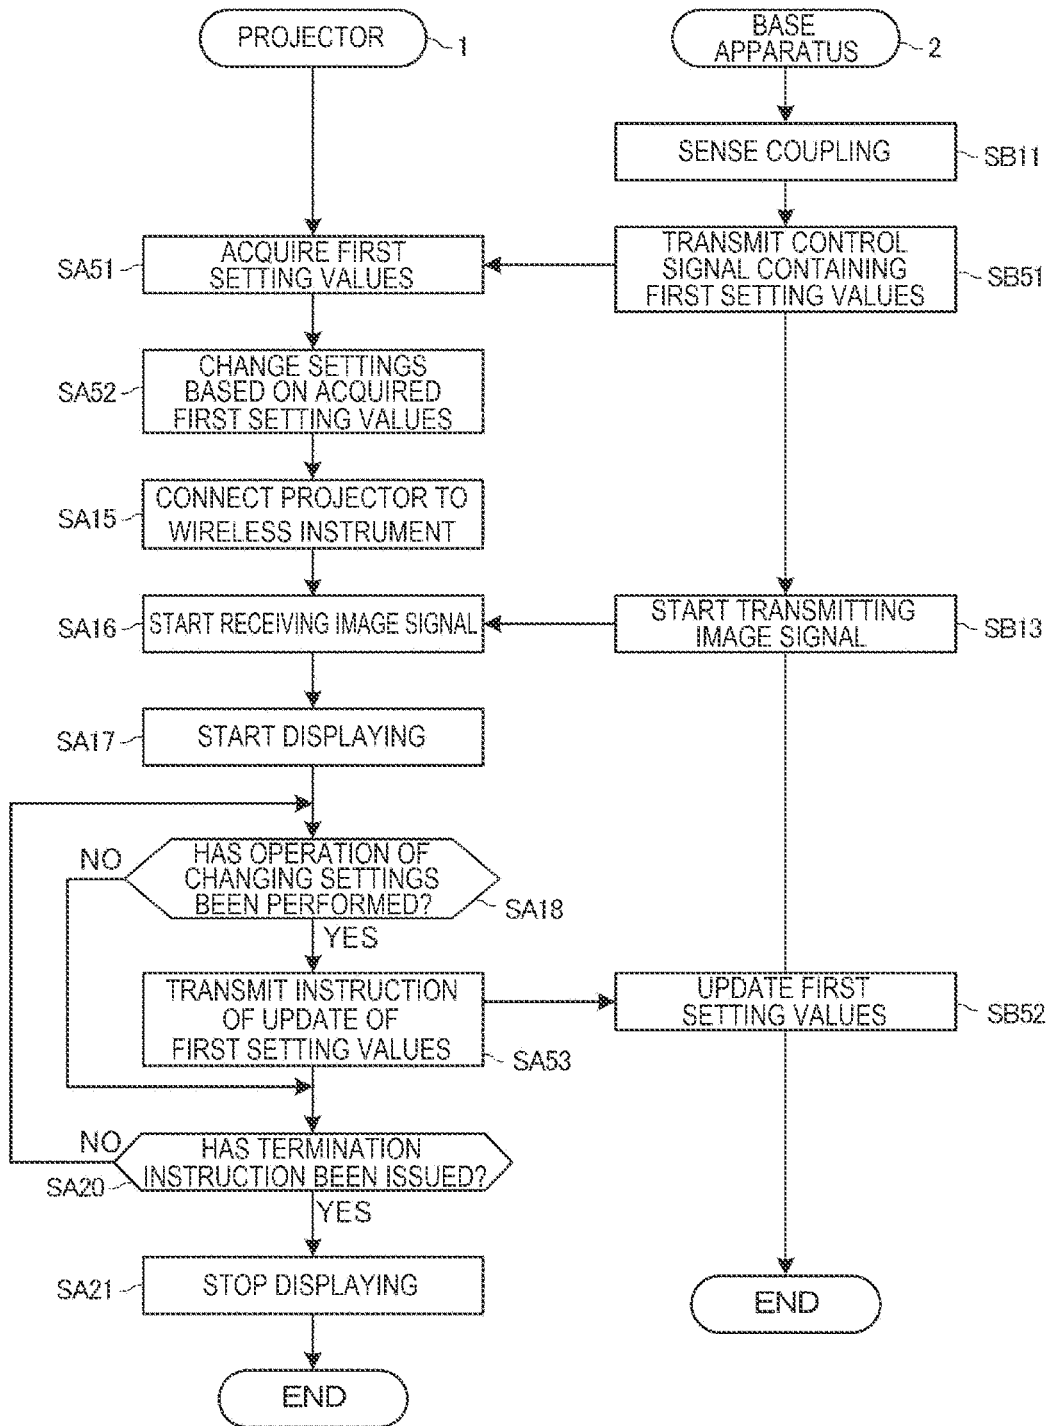 PROJECTOR
1
BASE
APPARATUS
2
SENSE COUPLING
SB11
SA51
ACQUIRE FIRST
SETTING VALUES
TRANSMIT CONTROL
SIGNAL CONTAINING
FIRST SETTING VALUES
SB51
SA52
CHANGE SETTINGS
BASED ON ACQUIRED
FIRST SETTING VALUES
SA15
CONNECT PROJECTOR TO
WIRELESS INSTRUMENT
SA16
START RECEIVING IMAGE SIGNAL
START TRANSMITTING
IMAGE SIGNAL
SB13
SA17
START DISPLAYING
NO
HAS OPERATION OF
CHANGING SETTINGS
BEEN PERFORMED?
SA18
YES
TRANSMIT INSTRUCTION
OF UPDATE OF
FIRST SETTING VALUES
SA53
UPDATE FIRST
SETTING VALUES
SB52
NO
HAS TERMINATION
INSTRUCTION BEEN ISSUED?
SA20
YES
SA21
STOP DISPLAYING
END
END